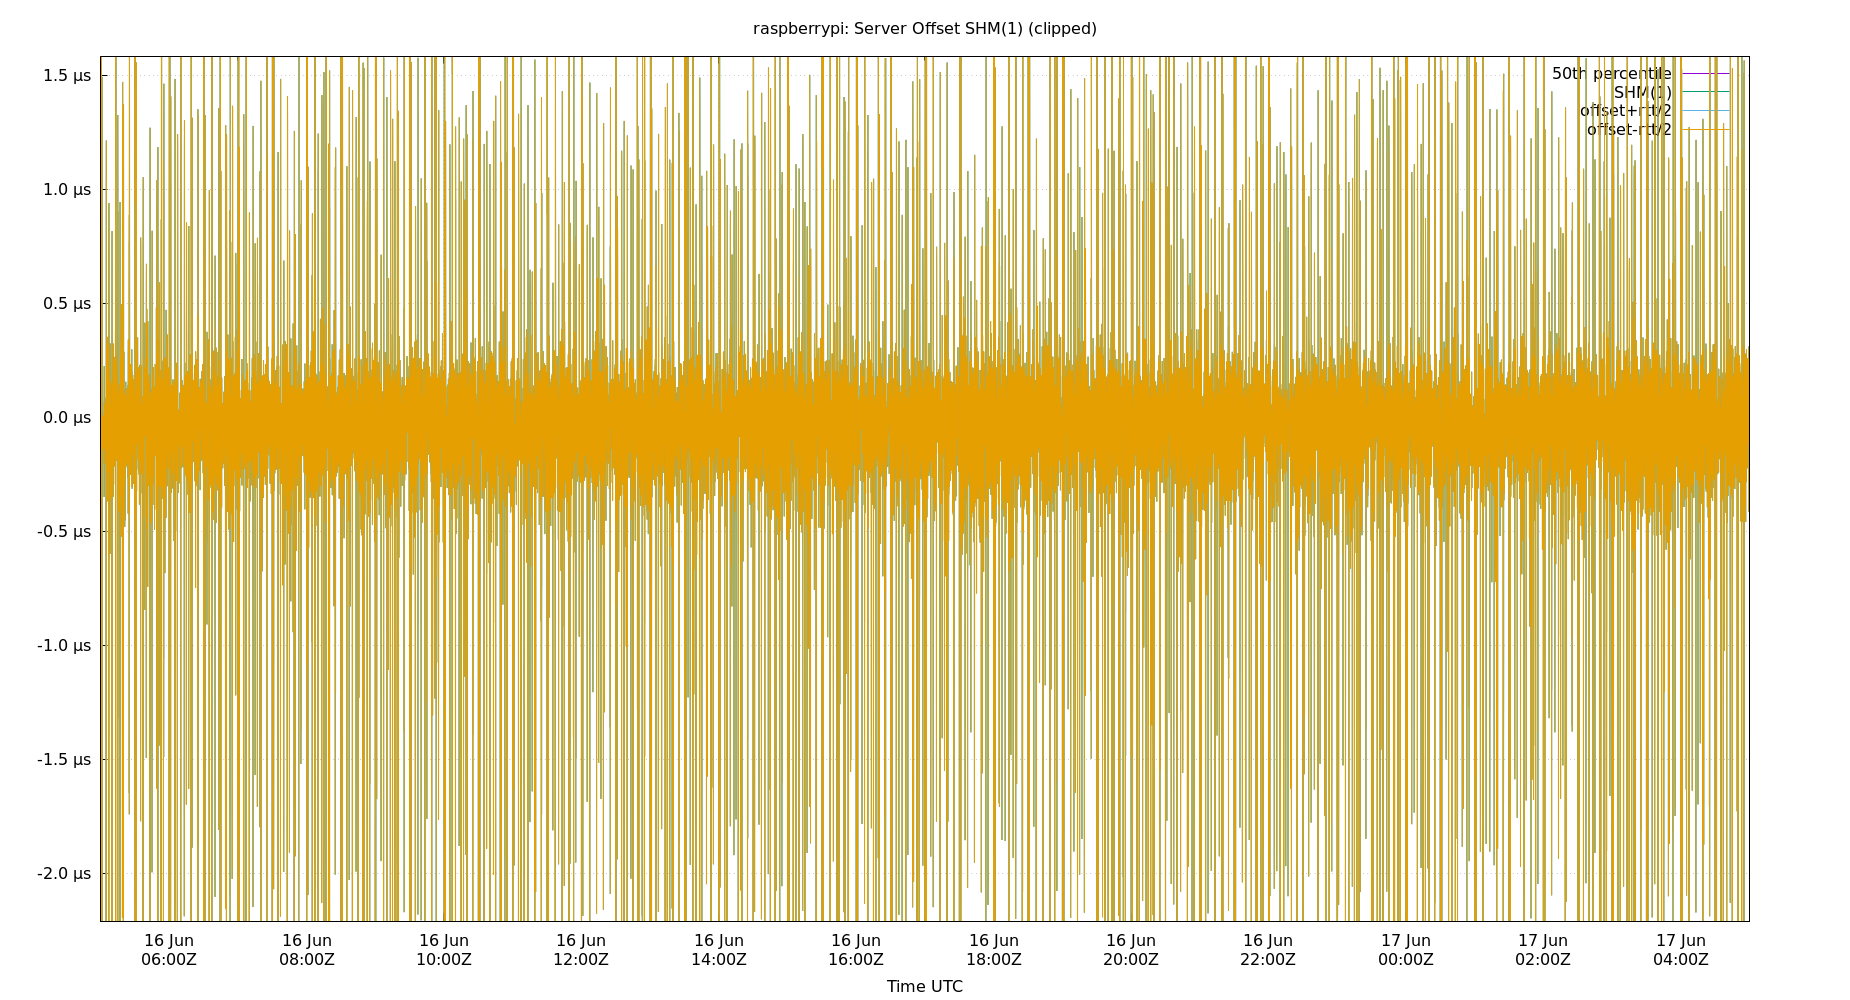 raspberrypi: Server Offset SHM(1) (clipped)
1.5 µs
1.0 µs
0.5 µs
0.0 µs
-0.5 µs
-1.0 µs
-1.5 µs
-2.0 µs
50th percentile
SHM(1)
offset+rtt/2
offset-rtt/2
16 Jun 16 Jun 16 Jun 16 Jun 16 Jun 16 Jun 16 Jun 16 Jun 16 Jun 17 Jun 17 Jun 17 Jun
06:00Z 08:00Z 10:00Z 12:00Z 14:00Z 16:00Z 18:00Z 20:00Z 22:00Z 00:00Z 02:00Z 04:00Z
Time UTC